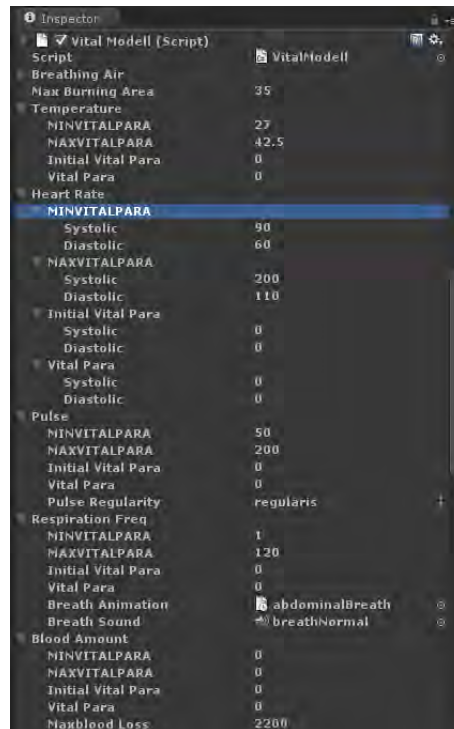 Inspector
Vital Modell (Script)
Script VitalModell
Breathing Air
Max Burning Area 35
Temperature
MINVITALPARA 27
MAXVITALPARA 42.5
Initial Vital Para 0
Vital Para 0
Heart Rate
MINVITALPARA
Systolic 90
Diastolic 60
MAXVITALPARA
Systolic 200
Diastolic 110
Initial Vital Para
Systolic 0
Diastolic 0
Vital Para
Systolic 0
Diastolic 0
Pulse
MINVITALPARA 50
MAXVITALPARA 200
Initial Vital Para 0
Vital Para 0
Pulse Regularity regularis
Respiration Freq
MINVITALPARA 1
MAXVITALPARA 120
Initial Vital Para 0
Vital Para 0
Breath Animation abdominalBreath
Breath Sound breathNormal
Blood Amount
MINVITALPARA 0
MAXVITALPARA 0
Initial Vital Para 0
Vital Para 0
Maxblood Loss 2200